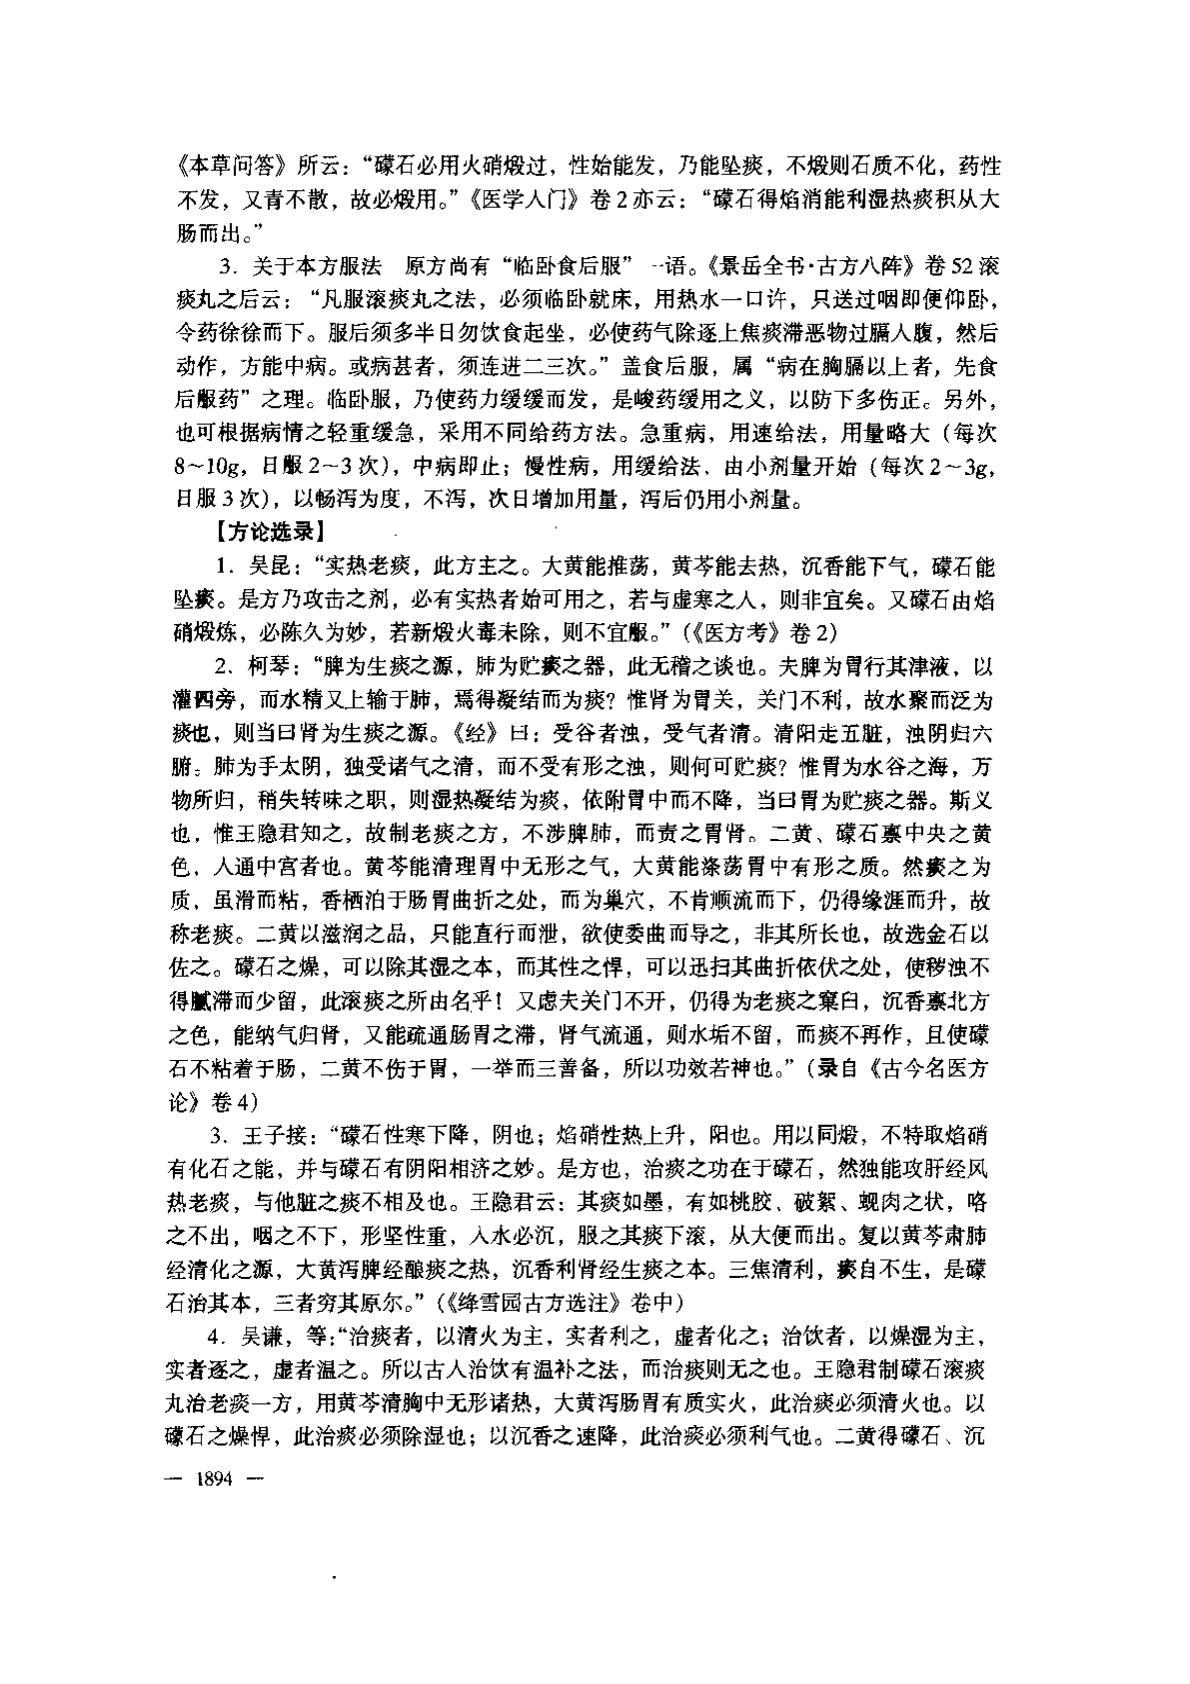 《本草问答》所云：“礞石必用火硝煅过，性始能发，乃能坠痰，不煅则石质不化，药性
不发，又青不散，故必煅用。”《医学入门》卷2亦云：“礞石得焰消能利湿热痰积从大
肠而出。”
3．关于本方服法　原方尚有“临卧食后服”一语。《景岳全书·古方八阵》卷52滚
痰丸之后云：“凡服滚痰丸之法，必须临卧就床，用热水一口许，只送过咽即便仰卧，
令药徐徐而下。服后须多半日勿饮食起坐，必使药气除逐上焦痰滞恶物过膈入腹，然后
动作，方能中病。或病甚者，须连进二三次。”盖食后服，属“病在胸膈以上者，先食
后服药”之理。临卧服，乃使药力缓缓而发，是峻药缓用之义，以防下多伤正。另外，
也可根据病情之轻重缓急，采用不同给药方法。急重病，用速给法，用量略大（每次
8～10g，日服2～3次），中病即止；慢性病，用缓给法，由小剂量开始（每次2～3g，
日服3次），以畅泻为度，不泻，次日增加用量，泻后仍用小剂量。
【方论选录】
1．吴昆：“实热老痰，此方主之。大黄能推荡，黄芩能去热，沉香能下气，礞石能
坠痰。是方乃攻击之剂，必有实热者始可用之，若与虚寒之人，则非宜矣。又礞石由焰
硝煅炼，必陈久为妙，若新煅火毒未除，则不宜服。”（《医方考》卷2）
2．柯琴：“脾为生痰之源，肺为贮痰之器，此无稽之谈也。夫脾为胃行其津液，以
灌四旁，而水精又上输于肺，焉得凝结而为痰？惟肾为胃关，关门不利，故水聚而泛为
痰也，则当曰肾为生痰之源。《经》曰：受谷者浊，受气者清。清阳走五脏，浊阴归六
腑。肺为手太阴，独受诸气之清，而不受有形之浊，则何可贮痰？惟胃为水谷之海，万
物所归，稍失转味之职，则湿热凝结为痰，依附胃中而不降，当曰胃为贮痰之器。斯义
也，惟王隐君知之，故制老痰之方，不涉脾肺，而责之胃肾。二黄、礞石禀中央之黄
色，入通中宫者也。黄芩能清理胃中无形之气，大黄能涤荡胃中有形之质。然痰之为
质，虽滑而粘，香栖泊于肠胃曲折之处，而为巢穴，不肯顺流而下，仍得缘涯而升，故
称老痰。二黄以滋润之品，只能直行而泄，欲使委曲而导之，非其所长也，故选金石以
佐之。礞石之燥，可以除其湿之本，而其性之悍，可以迅扫其曲折依伏之处，使秽浊不
得腻滞而少留，此滚痰之所由名乎！又虑夫关门不开，仍得为老痰之窠臼，沉香禀北方
之色，能纳气归肾，又能疏通肠胃之滞，肾气流通，则水垢不留，而痰不再作，且使礞
石不粘着于肠，二黄不伤于胃，一举而三善备，所以功效若神也。”（录自《古今名医方
论》卷4）
3．王子接：“礞石性寒下降，阴也；焰硝性热上升，阳也。用以同煅，不特取焰硝
有化石之能，并与礞石有阴阳相济之妙。是方也，治痰之功在于礞石，然独能攻肝经风
热老痰，与他脏之痰不相及也。王隐君云：其痰如墨，有如桃胶、破絮、蚬肉之状，咯
之不出，咽之不下，形坚性重，入水必沉，服之其痰下滚，从大便而出。复以黄芩肃肺
经清化之源，大黄泻脾经酿痰之热，沉香利肾经生痰之本。三焦清利，痰自不生，是礞
石治其本，三者穷其原尔。”（《绛雪园古方选注》卷中）
4．吴谦，等：“治痰者，以清火为主，实者利之，虚者化之；治饮者，以燥湿为主，
实者逐之，虚者温之。所以古人治饮有温补之法，而治痰则无之也。王隐君制礞石滚痰
丸治老痰一方，用黄芩清胸中无形诸热，大黄泻肠胃有质实火，此治痰必须清火也。以
礞石之燥悍，此治痰必须除湿也；以沉香之速降，此治痰必须利气也。二黄得礞石、沉
— 1894 —